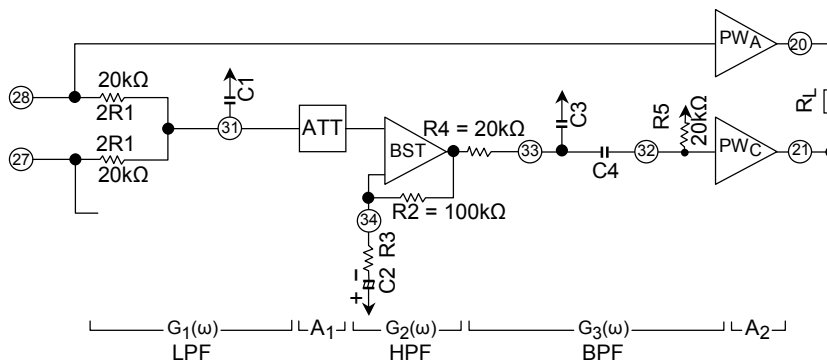 PWA
20
20kΩ
C1
28
2R1
C3
R5
20kΩ
RL
31
ATT
R4 = 20kΩ
2R1
BST
33
32
PWC
21
27
20kΩ
C4
R2 = 100kΩ
34
R3
C2
+ −
G1(ω) A1 G2(ω) G3(ω) A2
LPF HPF BPF